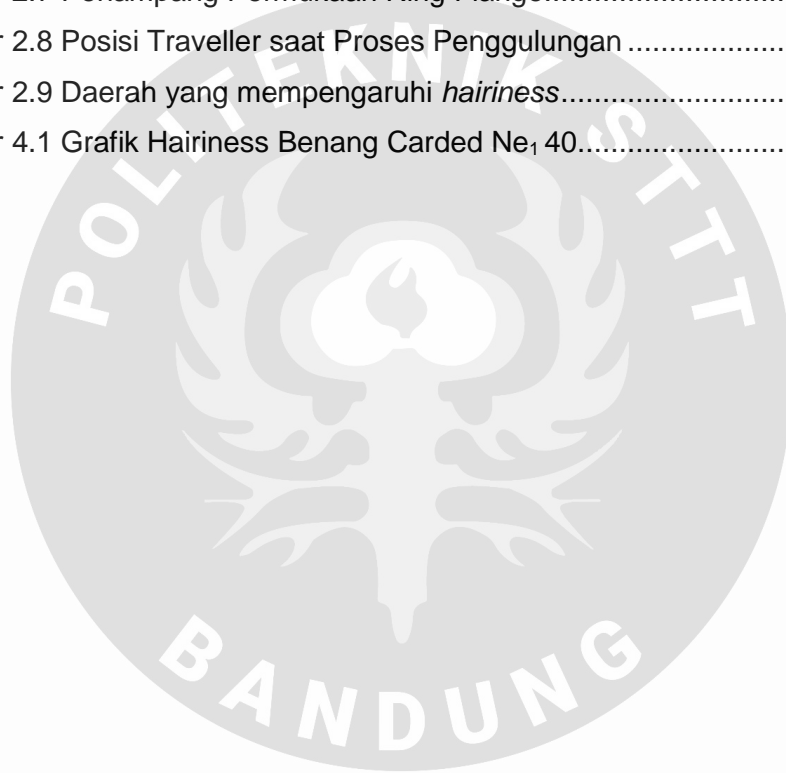 2.8 Posisi Traveller saat Proses Penggulungan ......................
2.9 Daerah yang mempengaruhi hairiness.............................
4.1 Grafik Hairiness Benang Carded Ne₁ 40...........................
POLITEKNIK STTT
BANDUNG